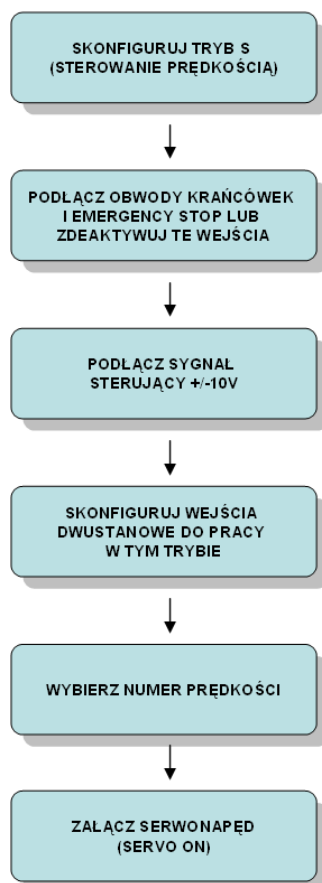 SKONFIGURUJ TRYB S
(STEROWANIE PRĘDKOŚCIĄ)
PODŁĄCZ OBWODY KRAŃCÓWEK
I EMERGENCY STOP LUB
ZDEAKTYWUJ TE WEJŚCIA
PODŁĄCZ SYGNAŁ
STERUJĄCY +/-10V
SKONFIGURUJ WEJŚCIA
DWUSTANOWE DO PRACY
W TYM TRYBIE
WYBIERZ NUMER PRĘDKOŚCI
ZAŁĄCZ SERWONAPĘD
(SERVO ON)